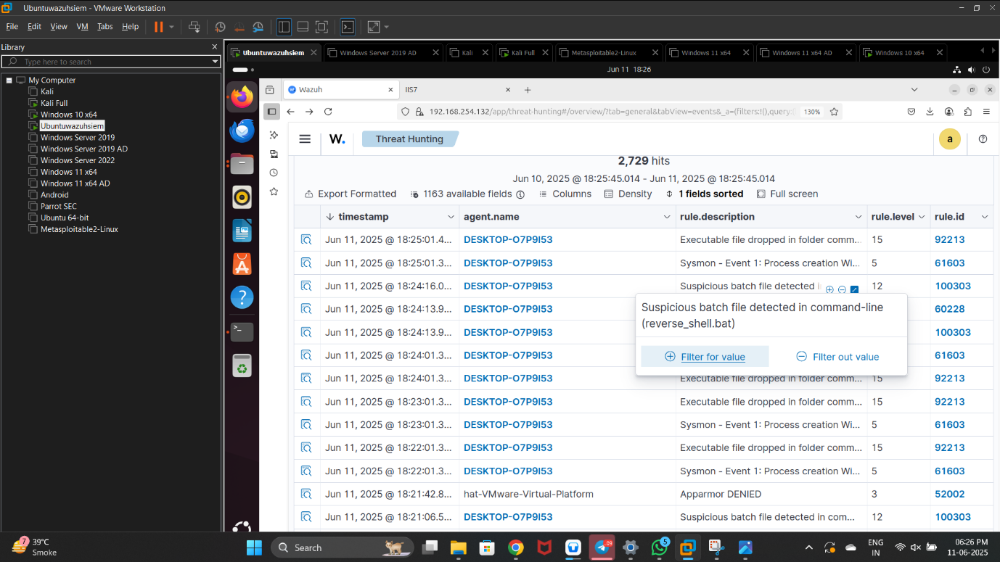 Ubuntuwazuhsiem - VMware Workstation
File Edit View VM Tabs Help
Library
Type here to search
My Computer
Kali
Kali Full
Windows 10 x64
Ubuntuwazuhsiem
Windows Server 2019
Windows Server 2019 AD
Windows Server 2022
Windows 11 x64
Windows 11 x64 AD
Android
Parrot SEC
Ubuntu 64-bit
Metasploitable2-Linux
Ubuntuwazuhsiem Windows Server 2019 AD Kali Kali Full Metasploitable2-Linux Windows 11 x64 Windows 11 x64 AD Windows 10 x64
Jun 11 18:26
Wazuh IIS7
192.168.254.132/app/threat-hunting#/overview/?tab=general&tabView=events&_a=(filters:!(),query: 130%
W. Threat Hunting a
2,729 hits
Jun 10, 2025 @ 18:25:45.014 - Jun 11, 2025 @ 18:25:45.014
Export Formatted 1163 available fields Columns Density 1 fields sorted Full screen
timestamp agent.name rule.description rule.level rule.id
Jun 11, 2025 @ 18:25:01.4... DESKTOP-O7P9I53 Executable file dropped in folder comm... 15 92213
Jun 11, 2025 @ 18:25:01.3... DESKTOP-O7P9I53 Sysmon - Event 1: Process creation Wi... 5 61603
Jun 11, 2025 @ 18:24:16.0... DESKTOP-O7P9I53 Suspicious batch file detected 12 100303
Jun 11, 2025 @ 18:24:13.9... DESKTOP-O7P9I53 60228
Jun 11, 2025 @ 18:24:13.9... DESKTOP-O7P9I53 100303
Jun 11, 2025 @ 18:24:01.3... DESKTOP-O7P9I53 61603
Jun 11, 2025 @ 18:24:01.3... DESKTOP-O7P9I53 Executable file dropped in folder comm... 15 92213
Jun 11, 2025 @ 18:23:01.3... DESKTOP-O7P9I53 Executable file dropped in folder comm... 15 92213
Jun 11, 2025 @ 18:23:01.3... DESKTOP-O7P9I53 Sysmon - Event 1: Process creation Wi... 5 61603
Jun 11, 2025 @ 18:22:01.3... DESKTOP-O7P9I53 Executable file dropped in folder comm... 15 92213
Jun 11, 2025 @ 18:22:01.3... DESKTOP-O7P9I53 Sysmon - Event 1: Process creation Wi... 5 61603
Jun 11, 2025 @ 18:21:42.8... hat-VMware-Virtual-Platform Apparmor DENIED 3 52002
Jun 11, 2025 @ 18:21:06.5... DESKTOP-O7P9I53 Suspicious batch file detected in com... 12 100303
Suspicious batch file detected in command-line
(reverse_shell.bat)
Filter for value Filter out value
7
39°C
Smoke
Search
.09
5
ENG
IN
06:26 PM
11-06-2025